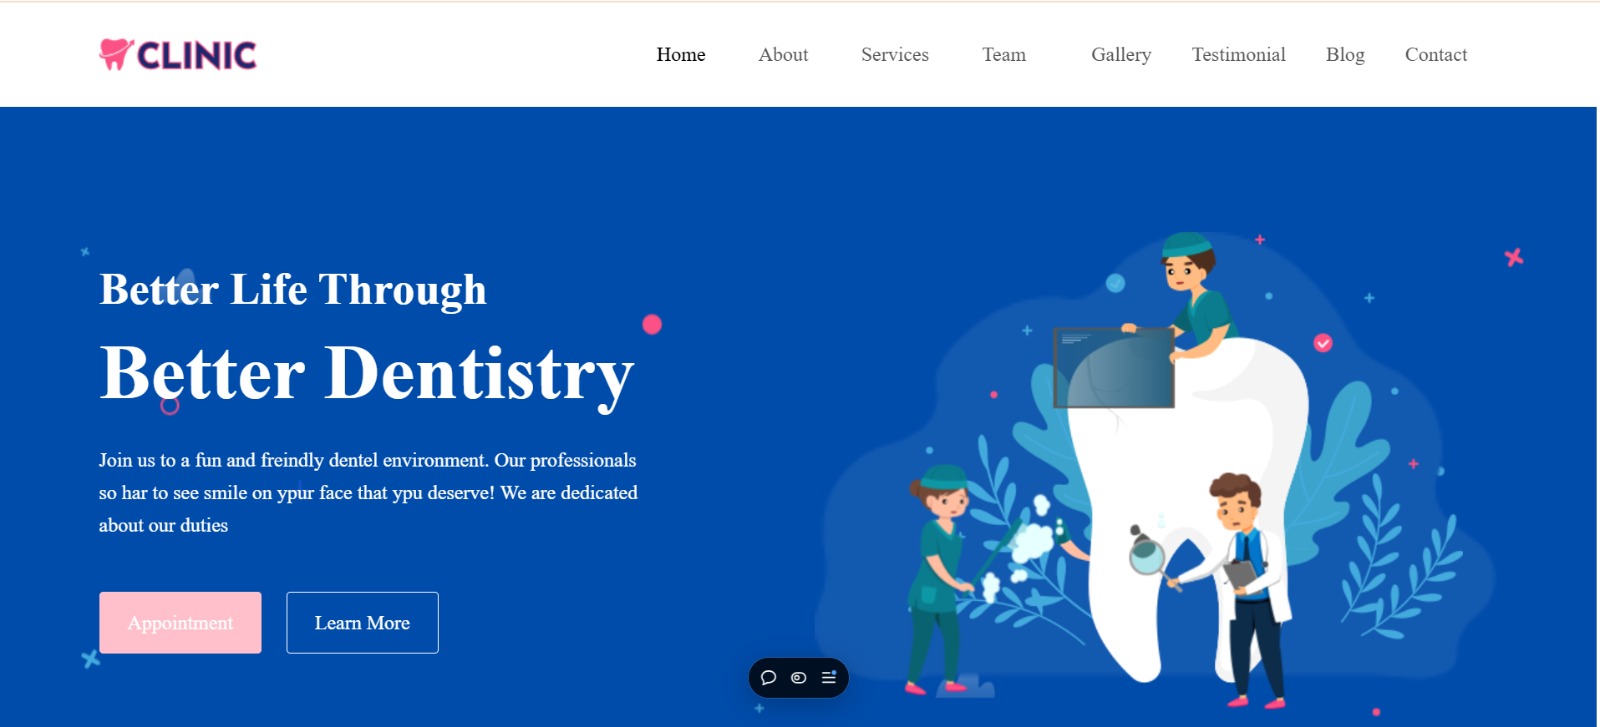 CLINIC
Home About Services Team Gallery Testimonial Blog Contact
Better Life Through
Better Dentistry
Join us to a fun and freindly dentel environment. Our professionals
so har to see smile on ypur face that ypu deserve! We are dedicated
about our duties
Appointment Learn More